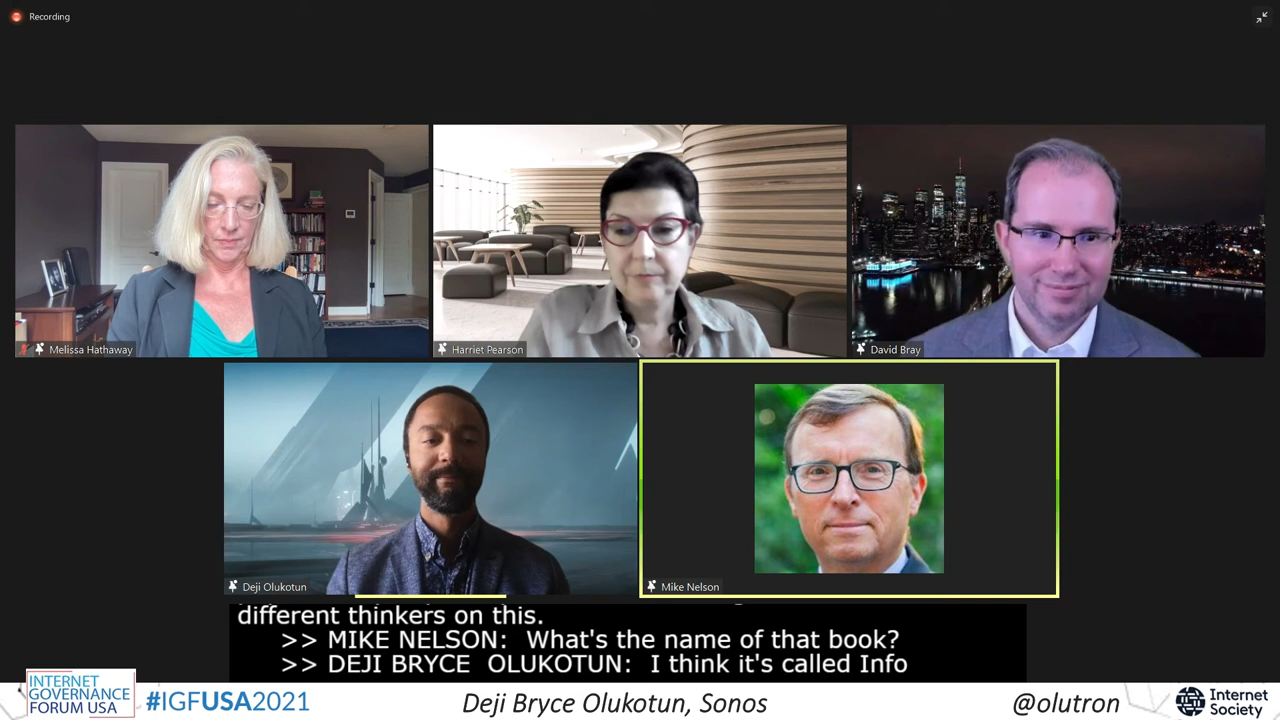 Recording
Melissa Hathaway
Harriet Pearson
David Bray
Deji Olukotun
Mike Nelson
different thinkers on this.
>> MIKE NELSON: What's the name of that book?
>> DEJI BRYCE OLUKOTUN: I think it's called Info
INTERNET
GOVERNANCE
FORUM USA
#IGFUSA2021
Deji Bryce Olukotun, Sonos
@olutron
Internet
Society